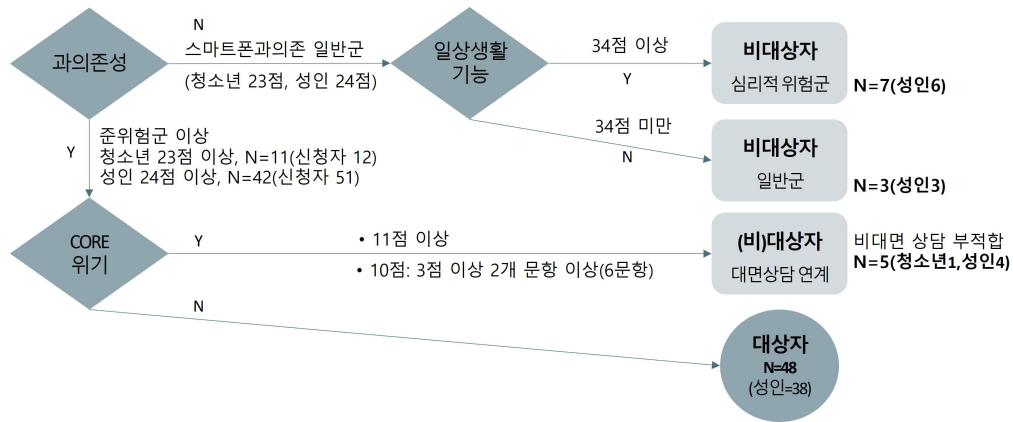 과의존성
N
스마트폰과의존 일반군
(청소년 23점, 성인 24점)
일상생활
기능
34점 이상
Y
비대상자
심리적 위험군
N=7(성인6)
34점 미만
N
비대상자
일반군
N=3(성인3)
Y
준위험군 이상
청소년 23점 이상, N=11(신청자 12)
성인 24점 이상, N=42(신청자 51)
CORE
위기
Y
• 11점 이상
• 10점: 3점 이상 2개 문항 이상(6문항)
(비)대상자
대면상담 연계
비대면 상담 부적합
N=5(청소년1,성인4)
N
대상자
N=48
(성인=38)